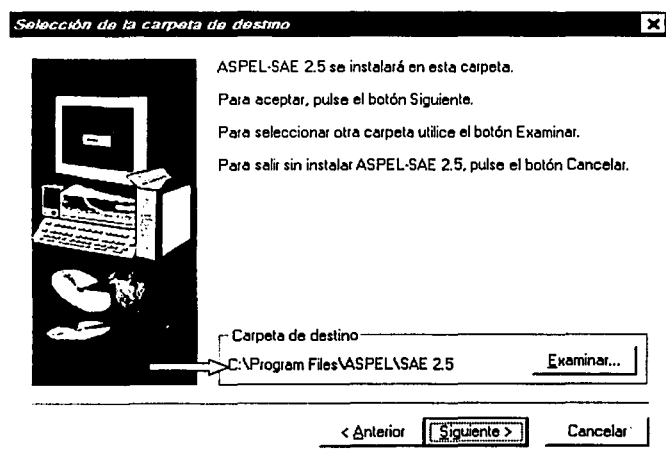 Selección de la carpeta de destino
ASPEL-SAE 2.5 se instalará en esta carpeta.
Para aceptar, pulse el botón Siguiente.
Para seleccionar otra carpeta utilice el botón Examinar.
Para salir sin instalar ASPEL-SAE 2.5, pulse el botón Cancelar.
Carpeta de destino
C:\Program Files\ASPEL\SAE 2.5 Examinar...
< Anterior Siguiente > Cancelar